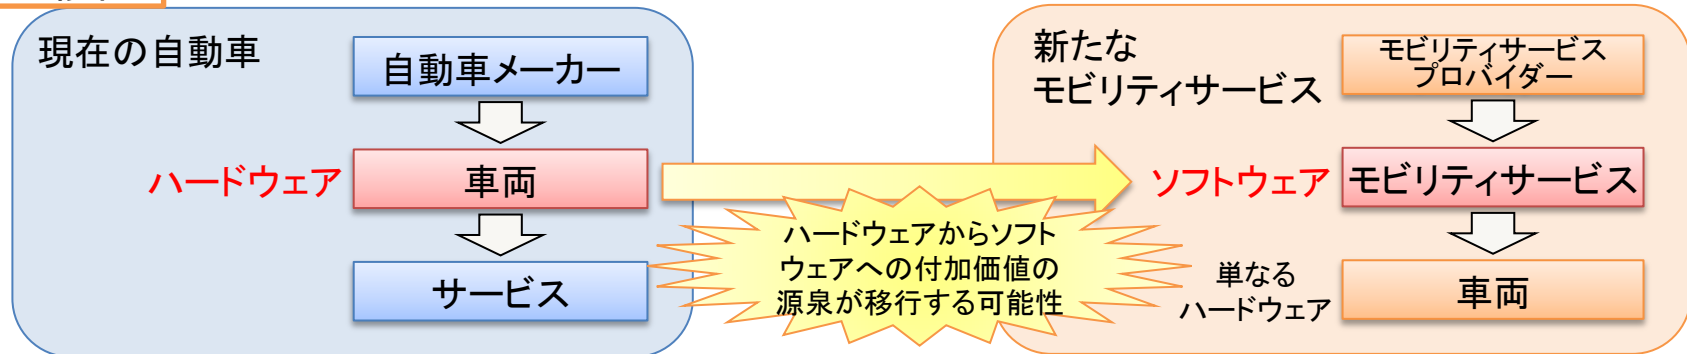 現在の自動車
自動車メーカー
ハードウェア
車両
サービス
ハードウェアからソフト
ウェアへの付加価値の
源泉が移行する可能性
新たな
モビリティサービス
モビリティサービス
プロバイダー
ソフトウェア
モビリティサービス
単なる
ハードウェア
車両